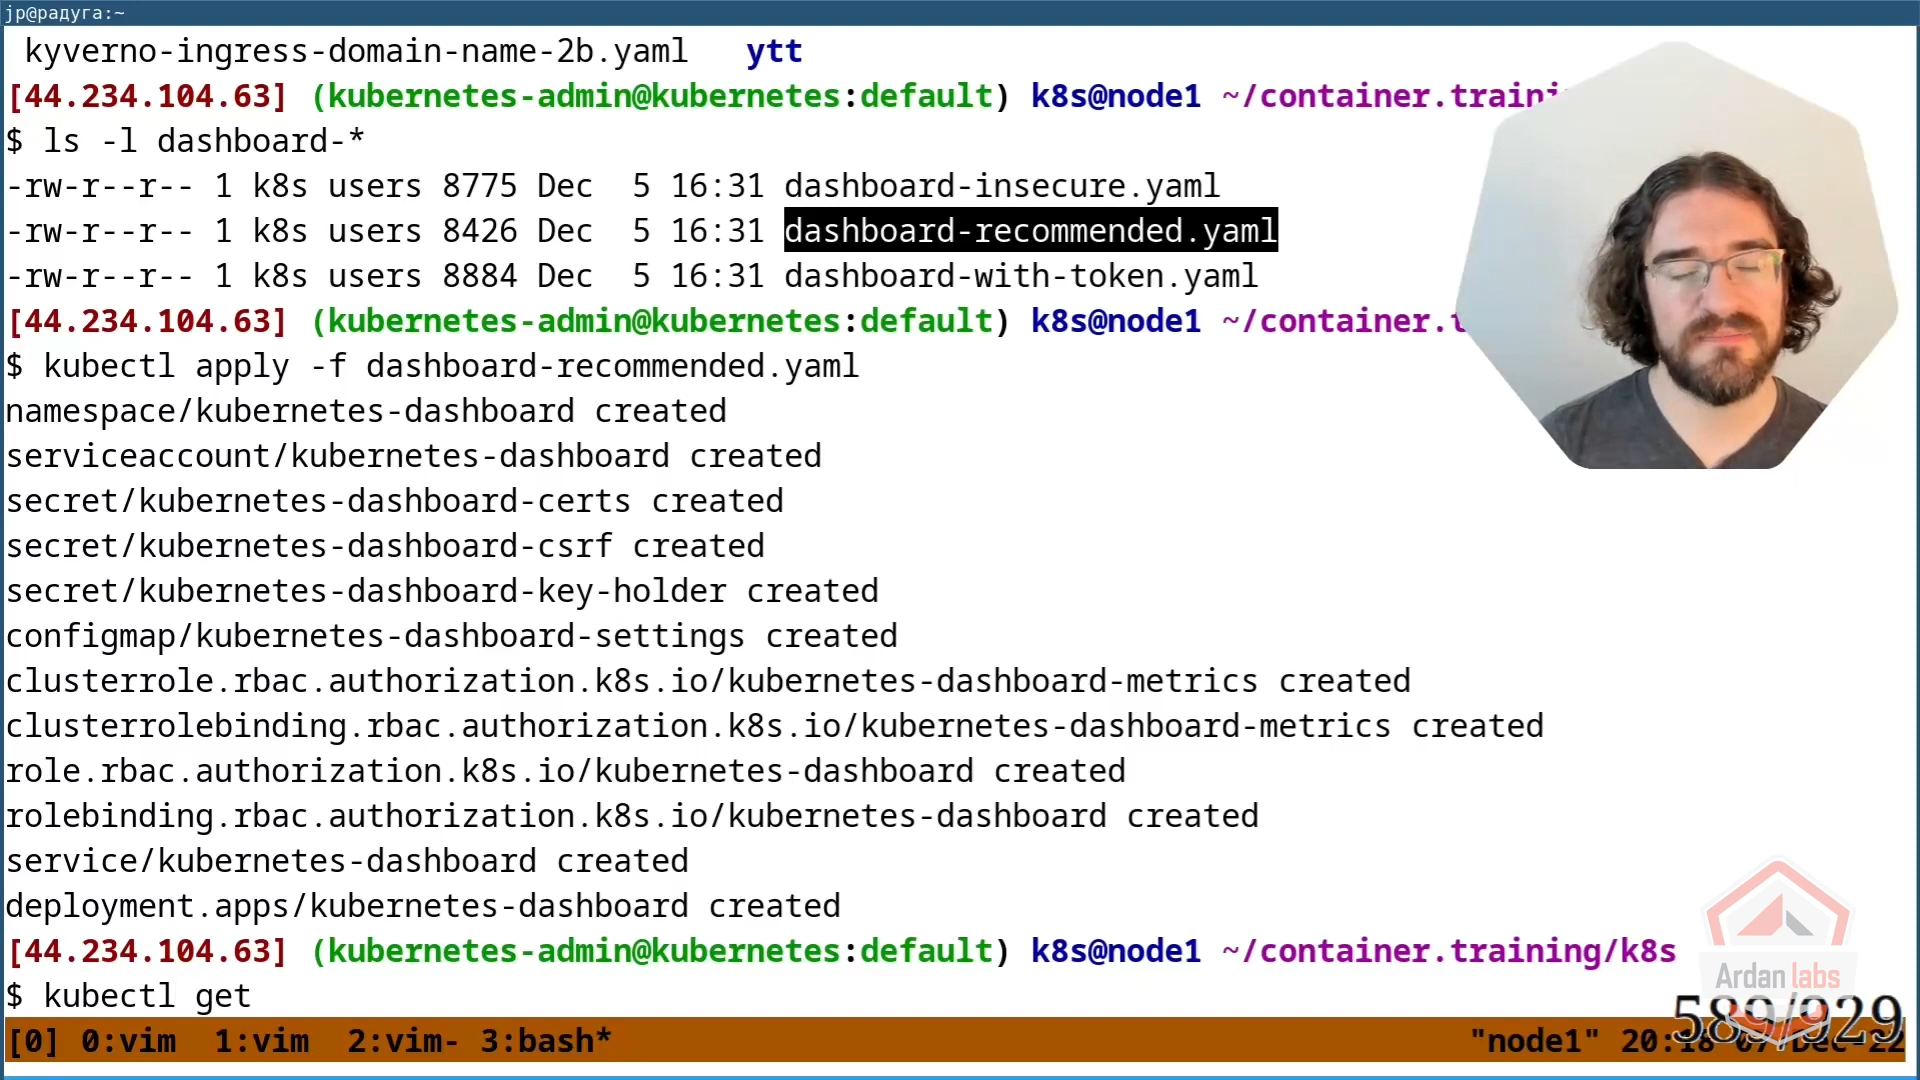 jp@радуга:~
kyverno-ingress-domain-name-2b.yaml ytt
[44.234.104.63] (kubernetes-admin@kubernetes:default) k8s@node1 ~/container.traini
$ ls -l dashboard-*
-rw-r--r-- 1 k8s users 8775 Dec  5 16:31 dashboard-insecure.yaml
-rw-r--r-- 1 k8s users 8426 Dec  5 16:31 dashboard-recommended.yaml
-rw-r--r-- 1 k8s users 8884 Dec  5 16:31 dashboard-with-token.yaml
[44.234.104.63] (kubernetes-admin@kubernetes:default) k8s@node1 ~/container.t
$ kubectl apply -f dashboard-recommended.yaml
namespace/kubernetes-dashboard created
serviceaccount/kubernetes-dashboard created
secret/kubernetes-dashboard-certs created
secret/kubernetes-dashboard-csrf created
secret/kubernetes-dashboard-key-holder created
configmap/kubernetes-dashboard-settings created
clusterrole.rbac.authorization.k8s.io/kubernetes-dashboard-metrics created
clusterrolebinding.rbac.authorization.k8s.io/kubernetes-dashboard-metrics created
role.rbac.authorization.k8s.io/kubernetes-dashboard created
rolebinding.rbac.authorization.k8s.io/kubernetes-dashboard created
service/kubernetes-dashboard created
deployment.apps/kubernetes-dashboard created
[44.234.104.63] (kubernetes-admin@kubernetes:default) k8s@node1 ~/container.training/k8s
$ kubectl get
Ardan labs
589/929
[0] 0:vim  1:vim  2:vim- 3:bash* "node1" 20:18 07-Dec-22